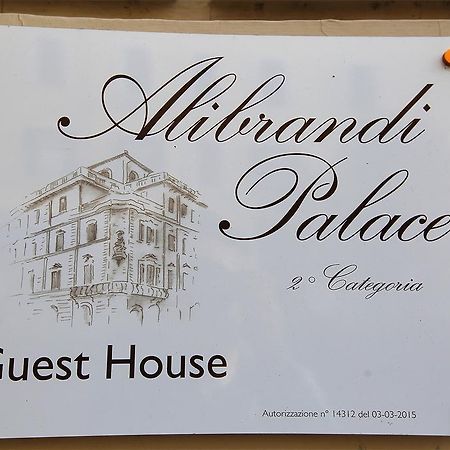 Alibrandi
Palace
2° Categoria
Guest House
Autorizzazione n° 14312 del 03-03-2015